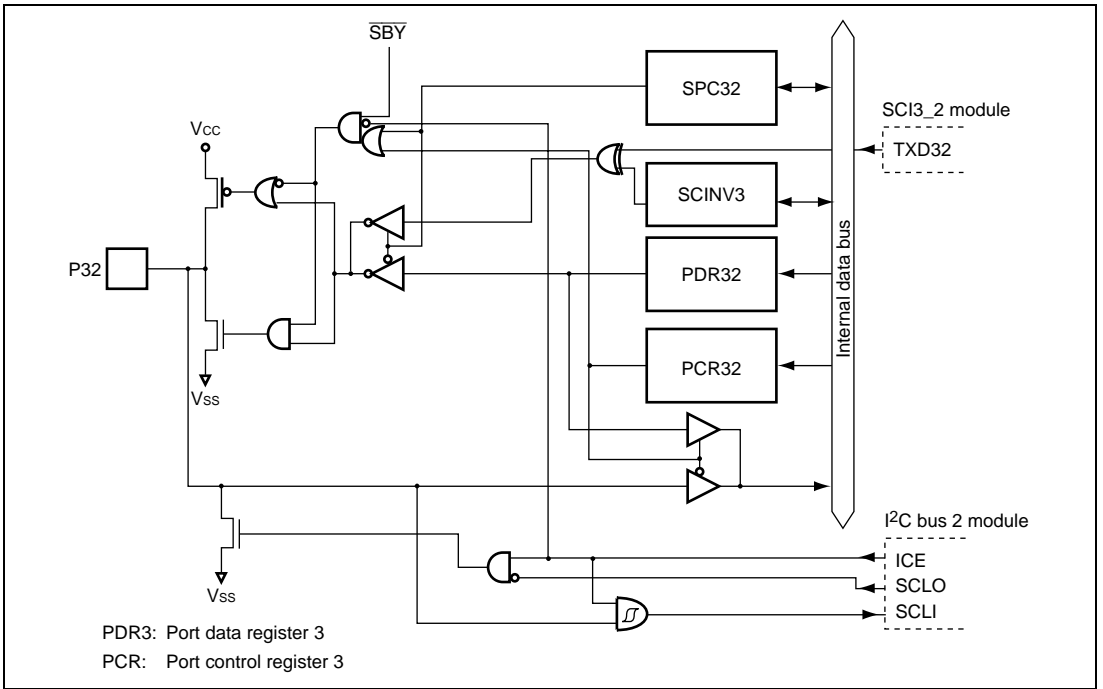 SBY
SPC32
SCI3_2 module
TXD32
VCC
SCINV3
P32
PDR32
Internal data bus
PCR32
VSS
I2C bus 2 module
ICE
SCLO
VSS
SCLI
PDR3: Port data register 3
PCR: Port control register 3